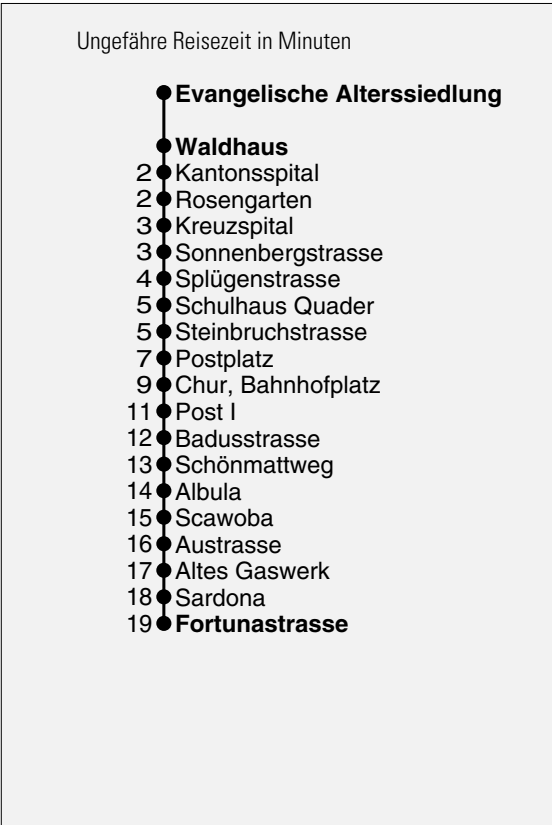 Ungefähre Reisezeit in Minuten
Evangelische Alterssiedlung
Waldhaus
2 Kantonsspital
2 Rosengarten
3 Kreuzspital
3 Sonnenbergstrasse
4 Splügenstrasse
5 Schulhaus Quader
5 Steinbruchstrasse
7 Postplatz
9 Chur, Bahnhofplatz
11 Post I
12 Badusstrasse
13 Schönmattweg
14 Albula
15 Scawoba
16 Austrasse
17 Altes Gaswerk
18 Sardona
19 Fortunastrasse